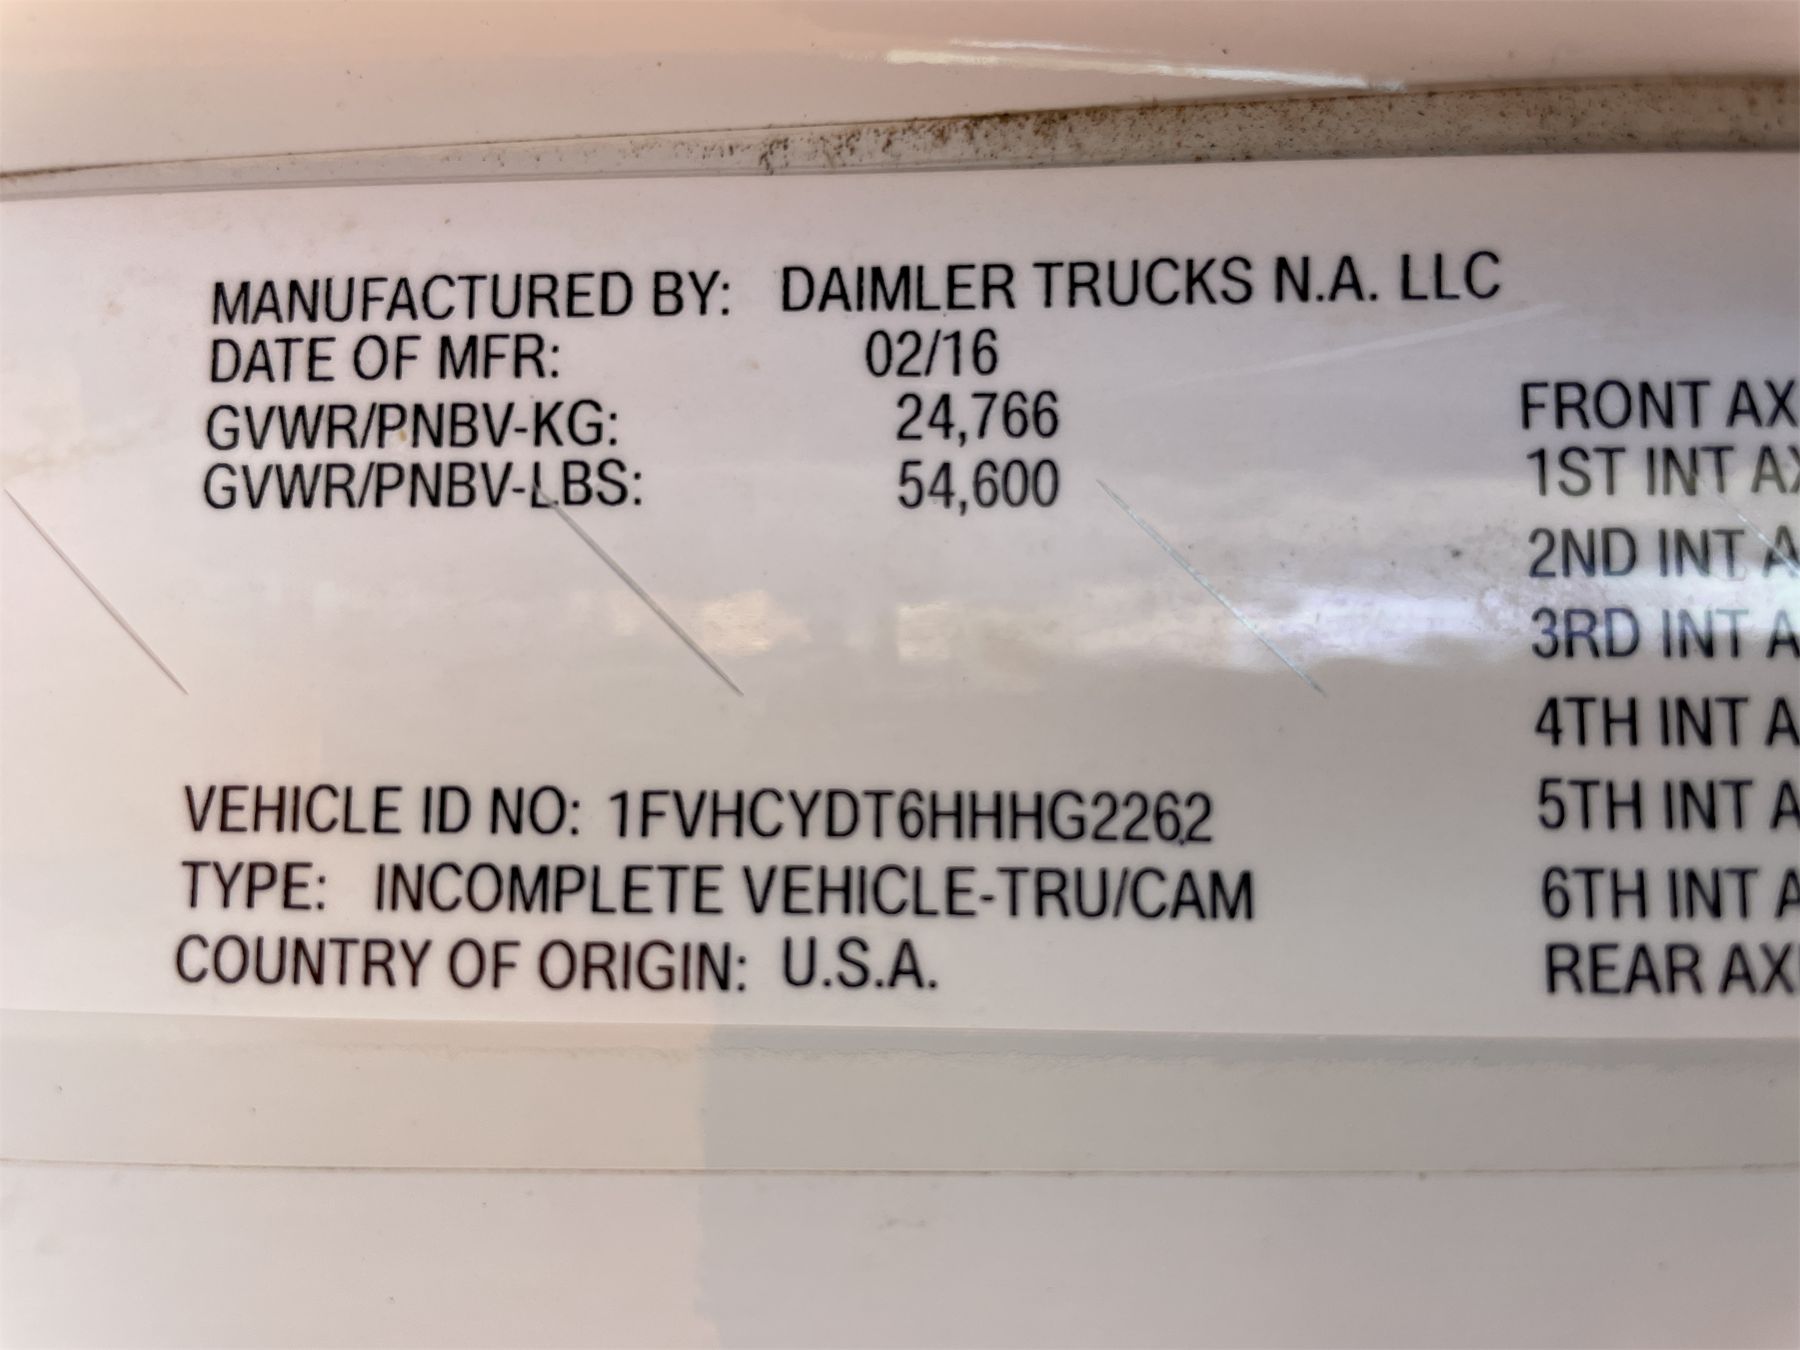 MANUFACTURED BY: DAIMLER TRUCKS N.A. LLC
DATE OF MFR: 02/16
GVWR/PNBV-KG: 24,766
GVWR/PNBV-LBS: 54,600
VEHICLE ID NO: 1FVHCYDT6HHHG2262
TYPE: INCOMPLETE VEHICLE-TRU/CAM
COUNTRY OF ORIGIN: U.S.A.
FRONT AX
1ST INT AX
2ND INT A
3RD INT A
4TH INT A
5TH INT A
6TH INT A
REAR AX